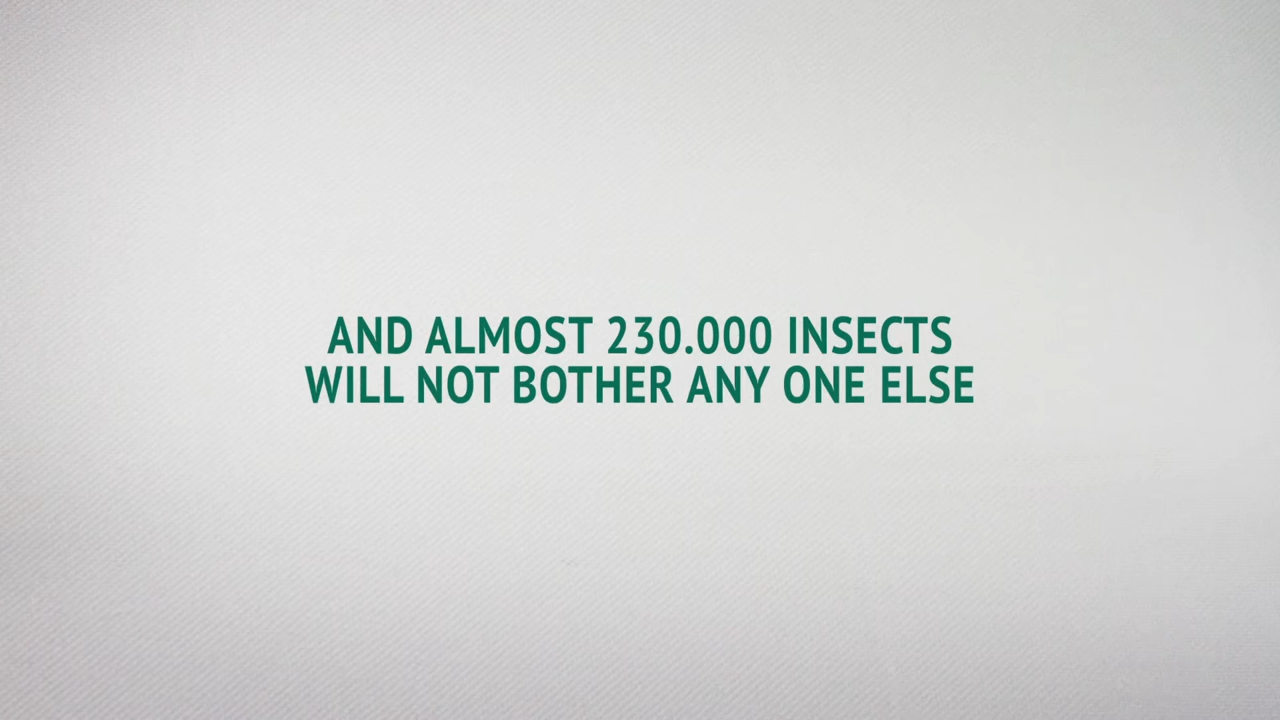 AND ALMOST 230.000 INSECTS
WILL NOT BOTHER ANY ONE ELSE